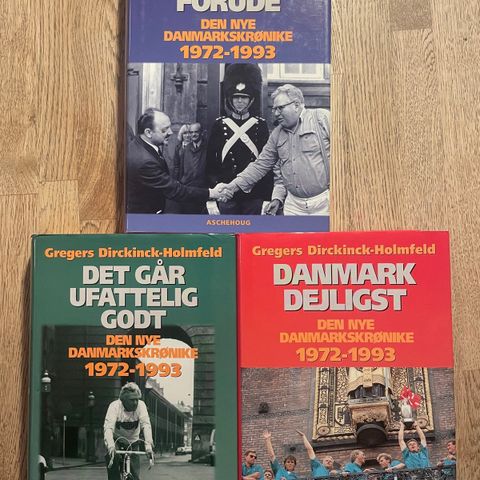 FORUDE
DEN NYE
DANMARKSKRØNIKE
1972-1993
ASCHEHOUG
Gregers Dirckinck-Holmfeld
DET GÅR
UFATTELIG
GODT
DEN NYE
DANMARKSKRØNIKE
1972-1993
Gregers Dirckinck-Holmfeld
DANMARK
DEJLIGST
DEN NYE
DANMARKSKRØNIKE
1972-1993